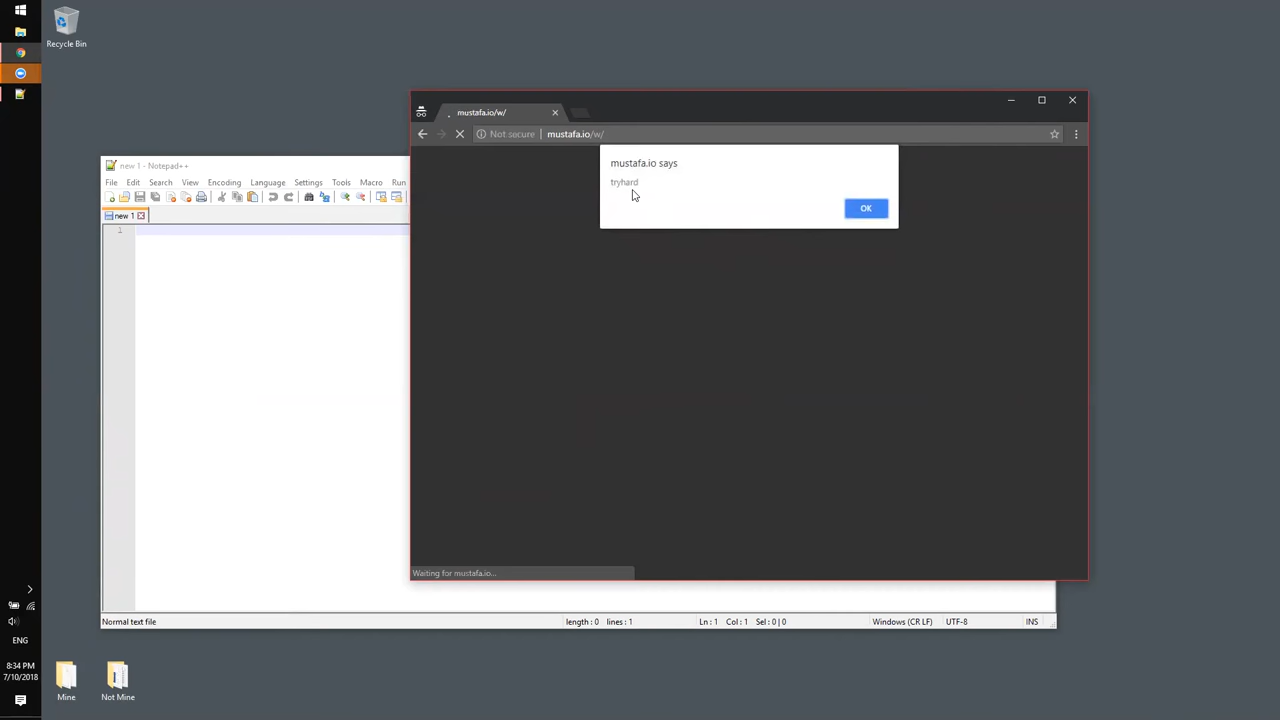 Recycle Bin
mustafa.io/w/
Not secure mustafa.io/w/
mustafa.io says
tryhard
OK
Waiting for mustafa.io...
new 1 - Notepad++
File Edit Search View Encoding Language Settings Macro Run
new 1
1
Normal text file length : 0 lines : 1 Ln : 1 Col : 1 Sel : 0 | 0 Windows (CR LF) UTF-8 INS
ENG
8:34 PM
7/10/2018
Mine
Not Mine